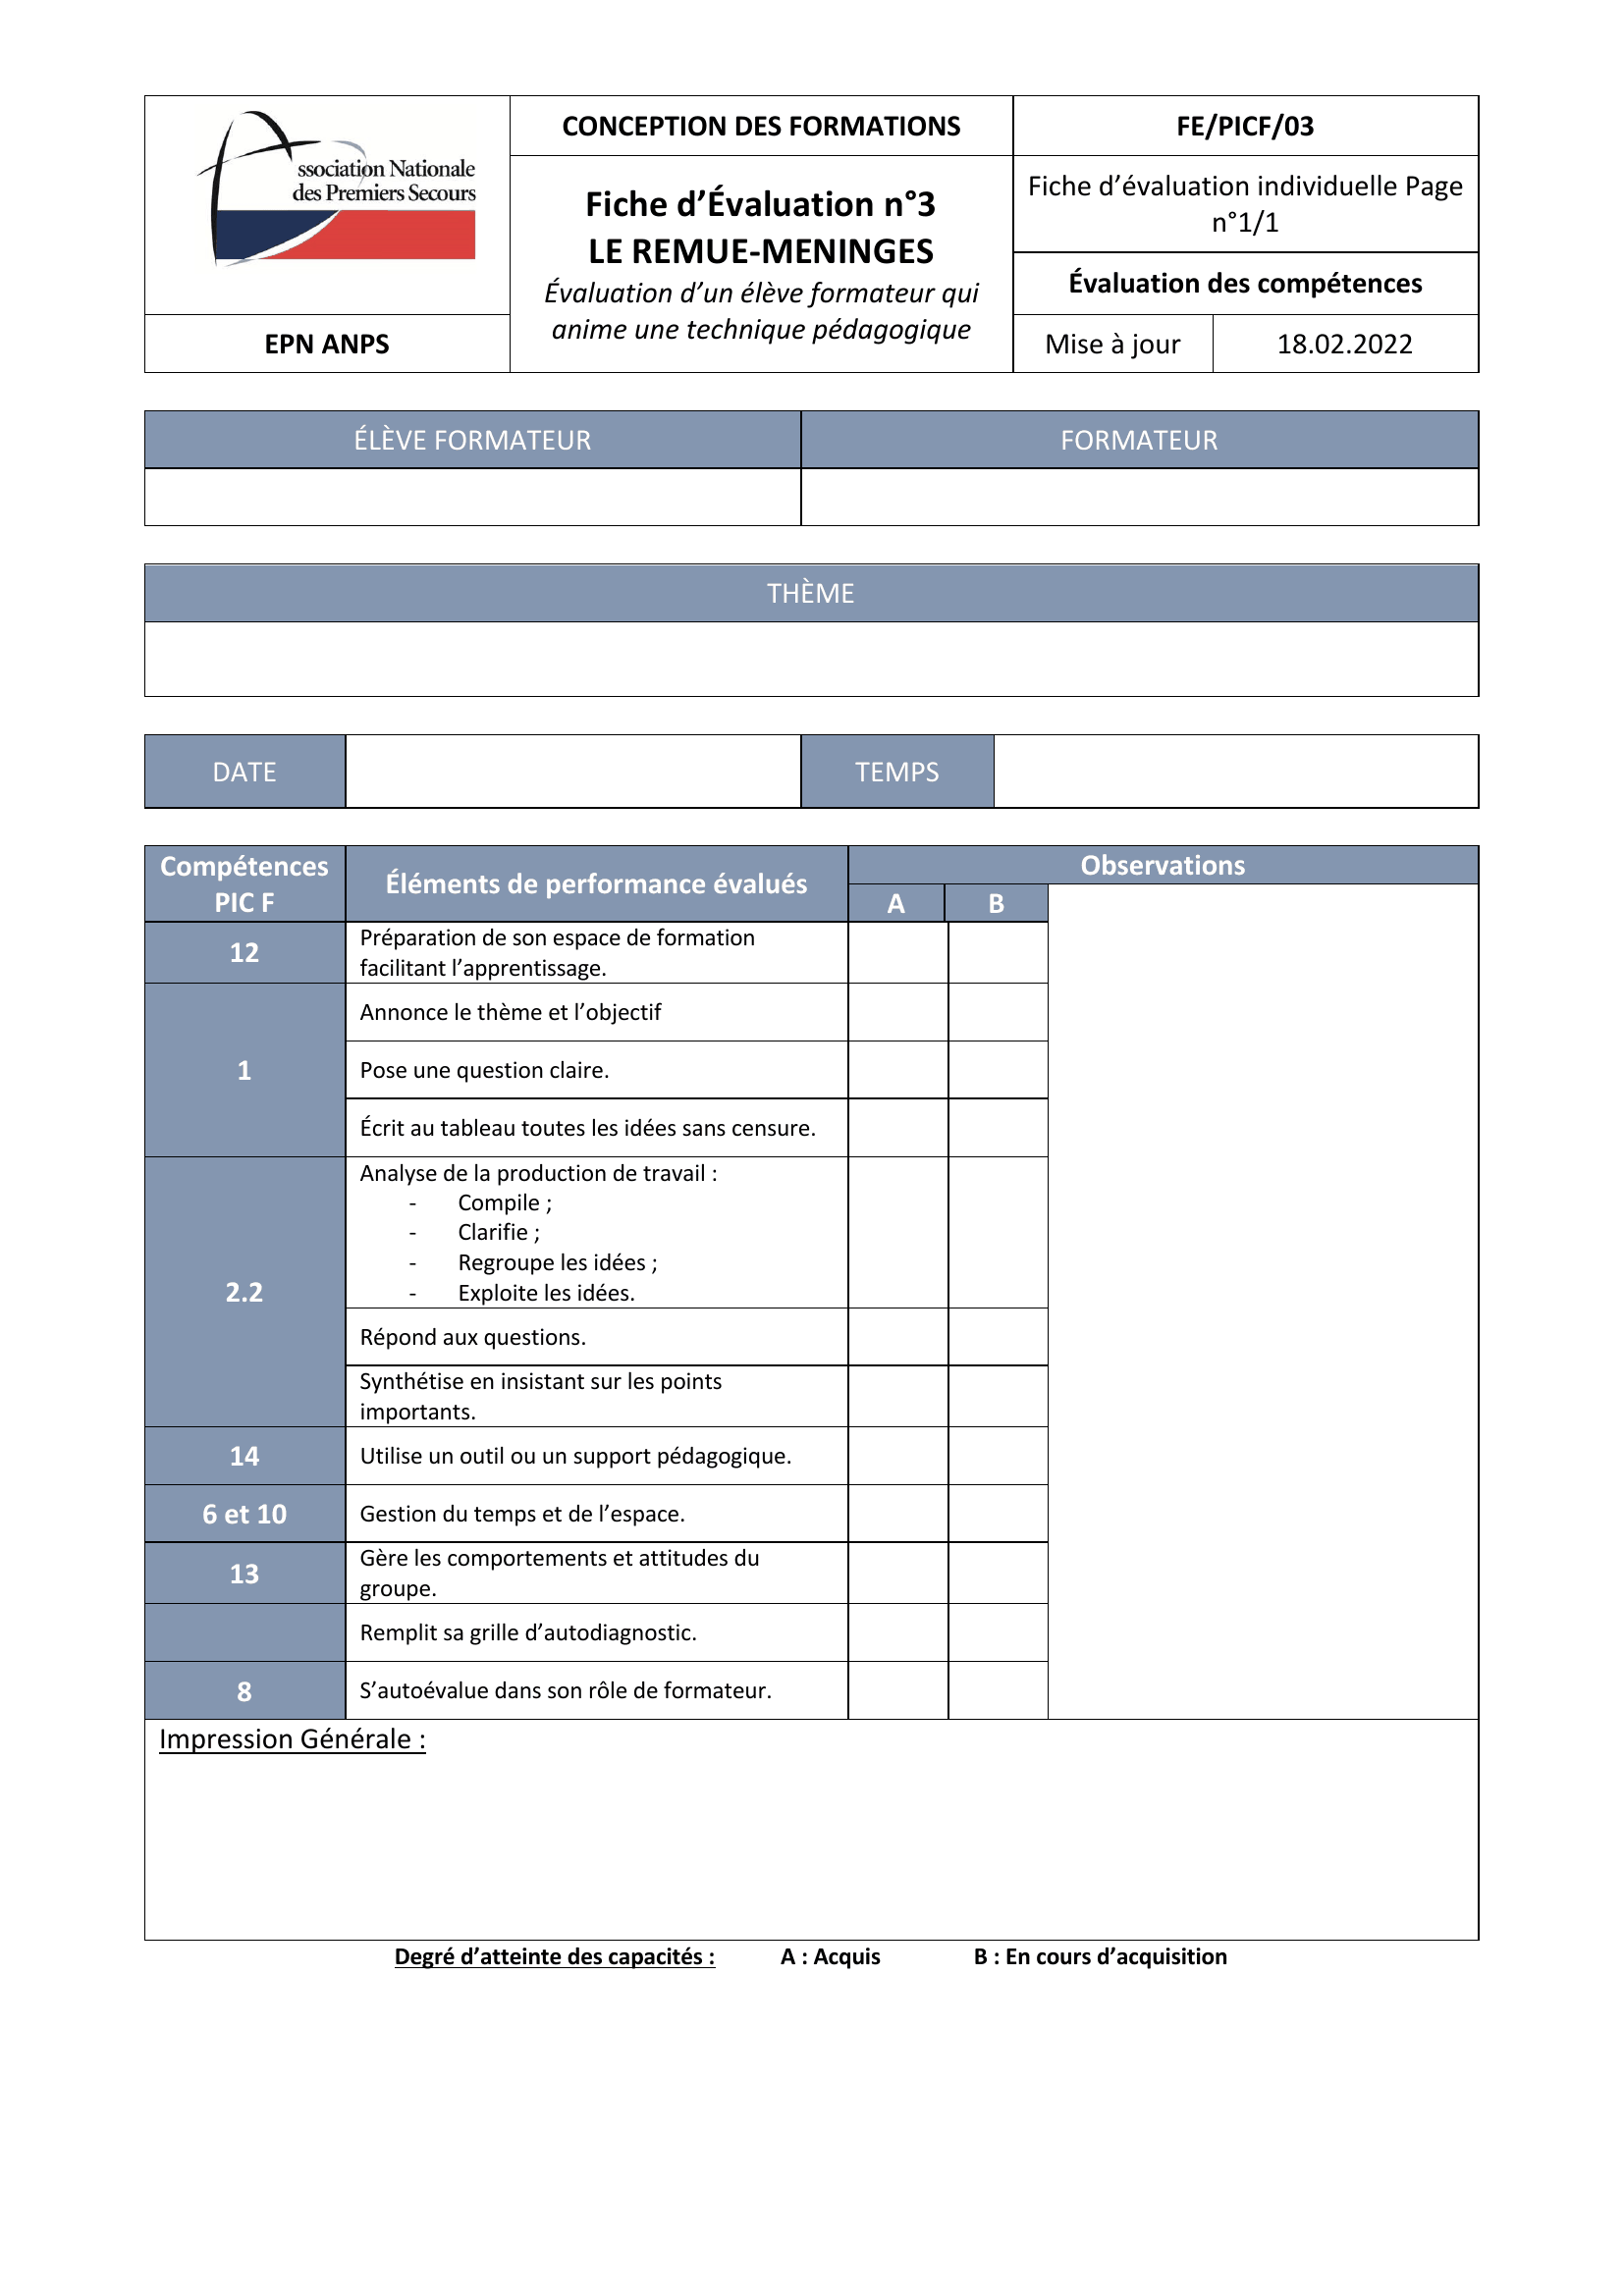 ssociation Nationale
des Premiers Secours
EPN ANPS
CONCEPTION DES FORMATIONS
Fiche d’Évaluation n°3
LE REMUE-MENINGES
Évaluation d’un élève formateur qui
anime une technique pédagogique
FE/PICF/03
Fiche d’évaluation individuelle Page
n°1/1
Évaluation des compétences
Mise à jour
18.02.2022
ÉLÈVE FORMATEUR
FORMATEUR
THÈME
DATE
TEMPS
Compétences
PIC F
Éléments de performance évalués
Observations
A
B
12
Préparation de son espace de formation
facilitant l’apprentissage.
1
Annonce le thème et l’objectif
Pose une question claire.
Écrit au tableau toutes les idées sans censure.
2.2
Analyse de la production de travail :
- Compile ;
- Clarifie ;
- Regroupe les idées ;
- Exploite les idées.
Répond aux questions.
Synthétise en insistant sur les points
importants.
14
Utilise un outil ou un support pédagogique.
6 et 10
Gestion du temps et de l’espace.
13
Gère les comportements et attitudes du
groupe.
Remplit sa grille d’autodiagnostic.
8
S’autoévalue dans son rôle de formateur.
Impression Générale :
Degré d’atteinte des capacités : A : Acquis B : En cours d’acquisition